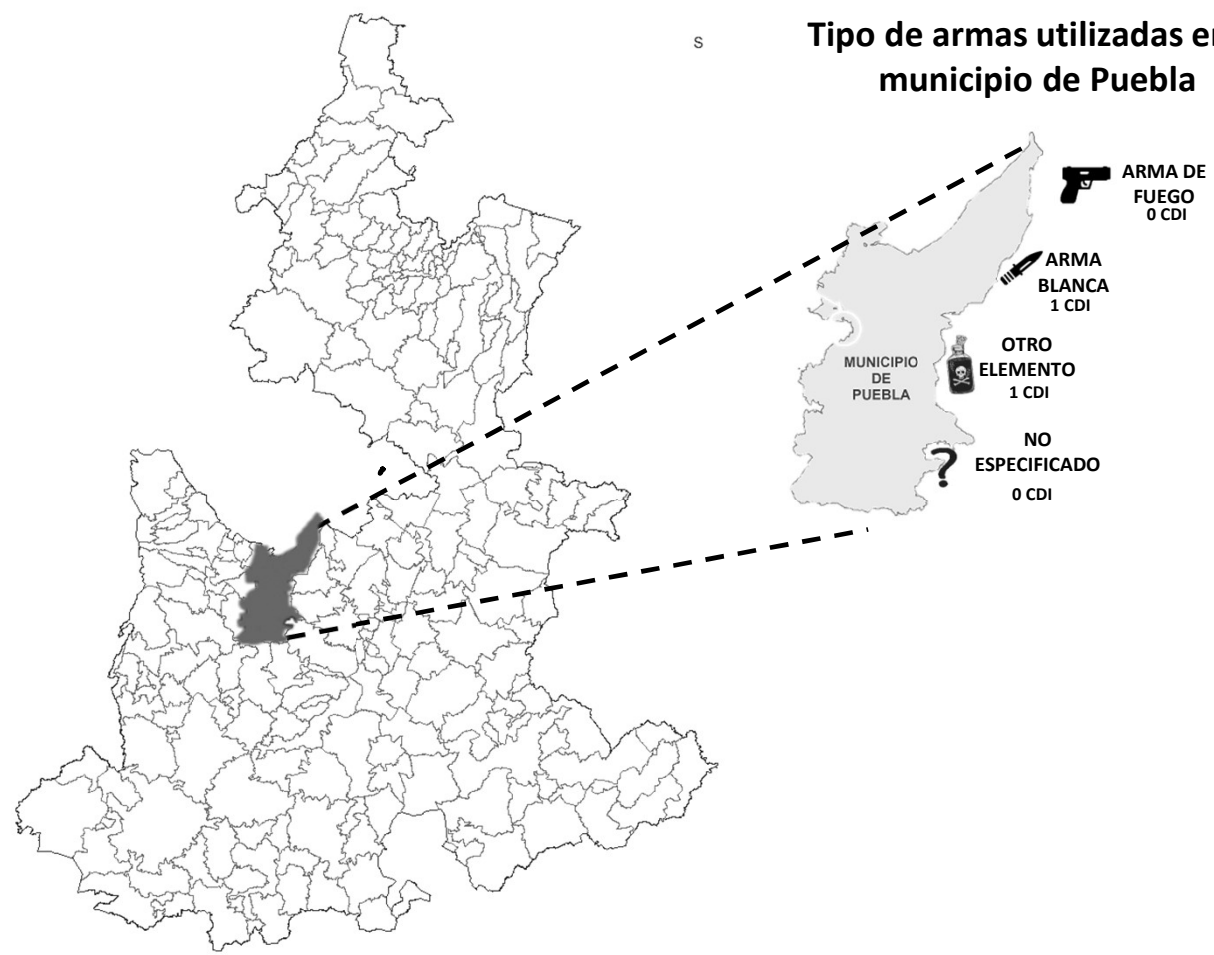 s
Tipo de armas utilizadas en
municipio de Puebla
ARMA DE
FUEGO
0 CDI
ARMA
BLANCA
1 CDI
OTRO
ELEMENTO
1 CDI
MUNICIPIO
DE
PUEBLA
NO
ESPECIFICADO
0 CDI